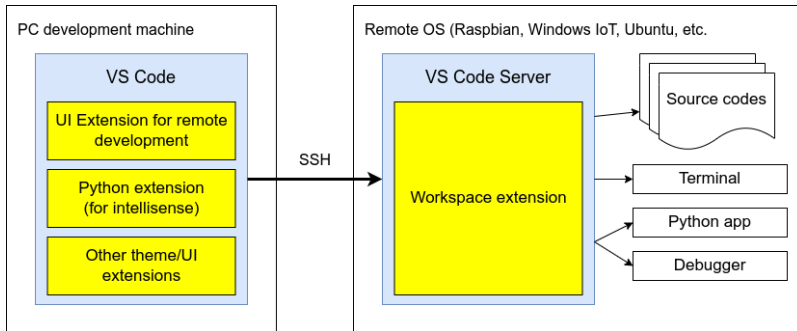 PC development machine
VS Code
UI Extension for remote
development
Python extension
(for intellisense)
Other theme/UI
extensions
SSH
Remote OS (Raspbian, Windows IoT, Ubuntu, etc.
VS Code Server
Workspace extension
Source codes
Terminal
Python app
Debugger